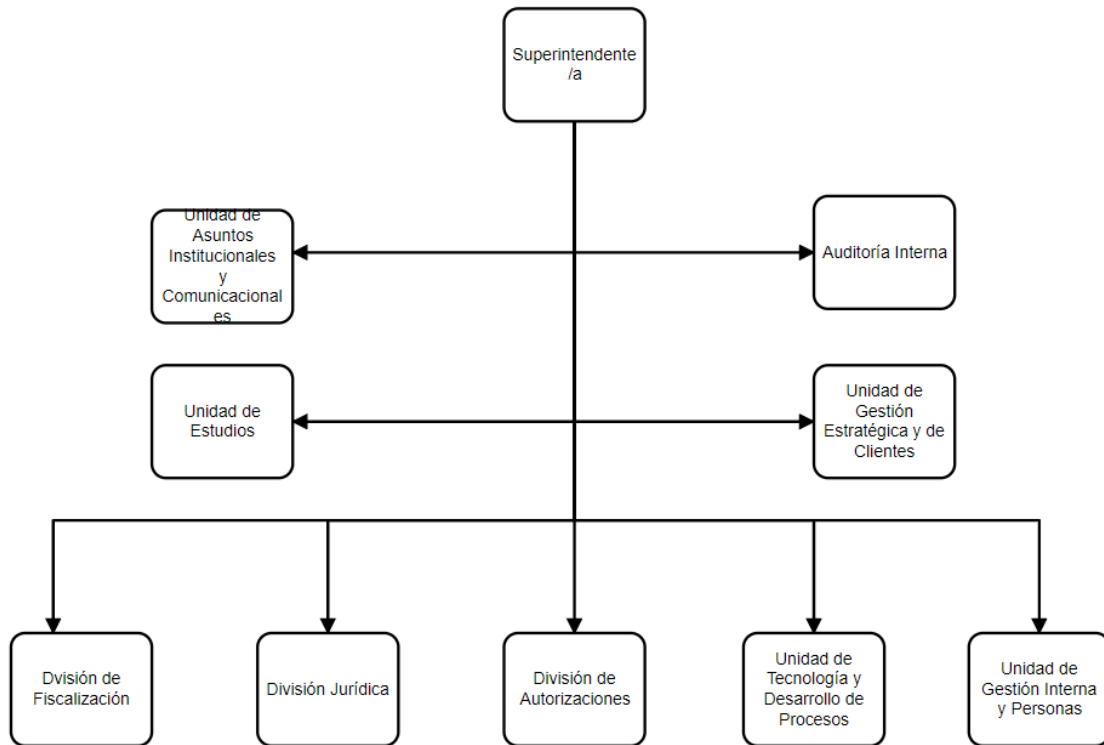 Superintendente
/a
Unidad de
Asuntos
Institucionales
y
Comunicacional
es
Auditoría Interna
Unidad de
Estudios
Unidad de
Gestión
Estratégica y de
Clientes
Dvisión de
Fiscalización
División Jurídica
División de
Autorizaciones
Unidad de
Tecnología y
Desarrollo de
Procesos
Unidad de
Gestión Interna
y Personas